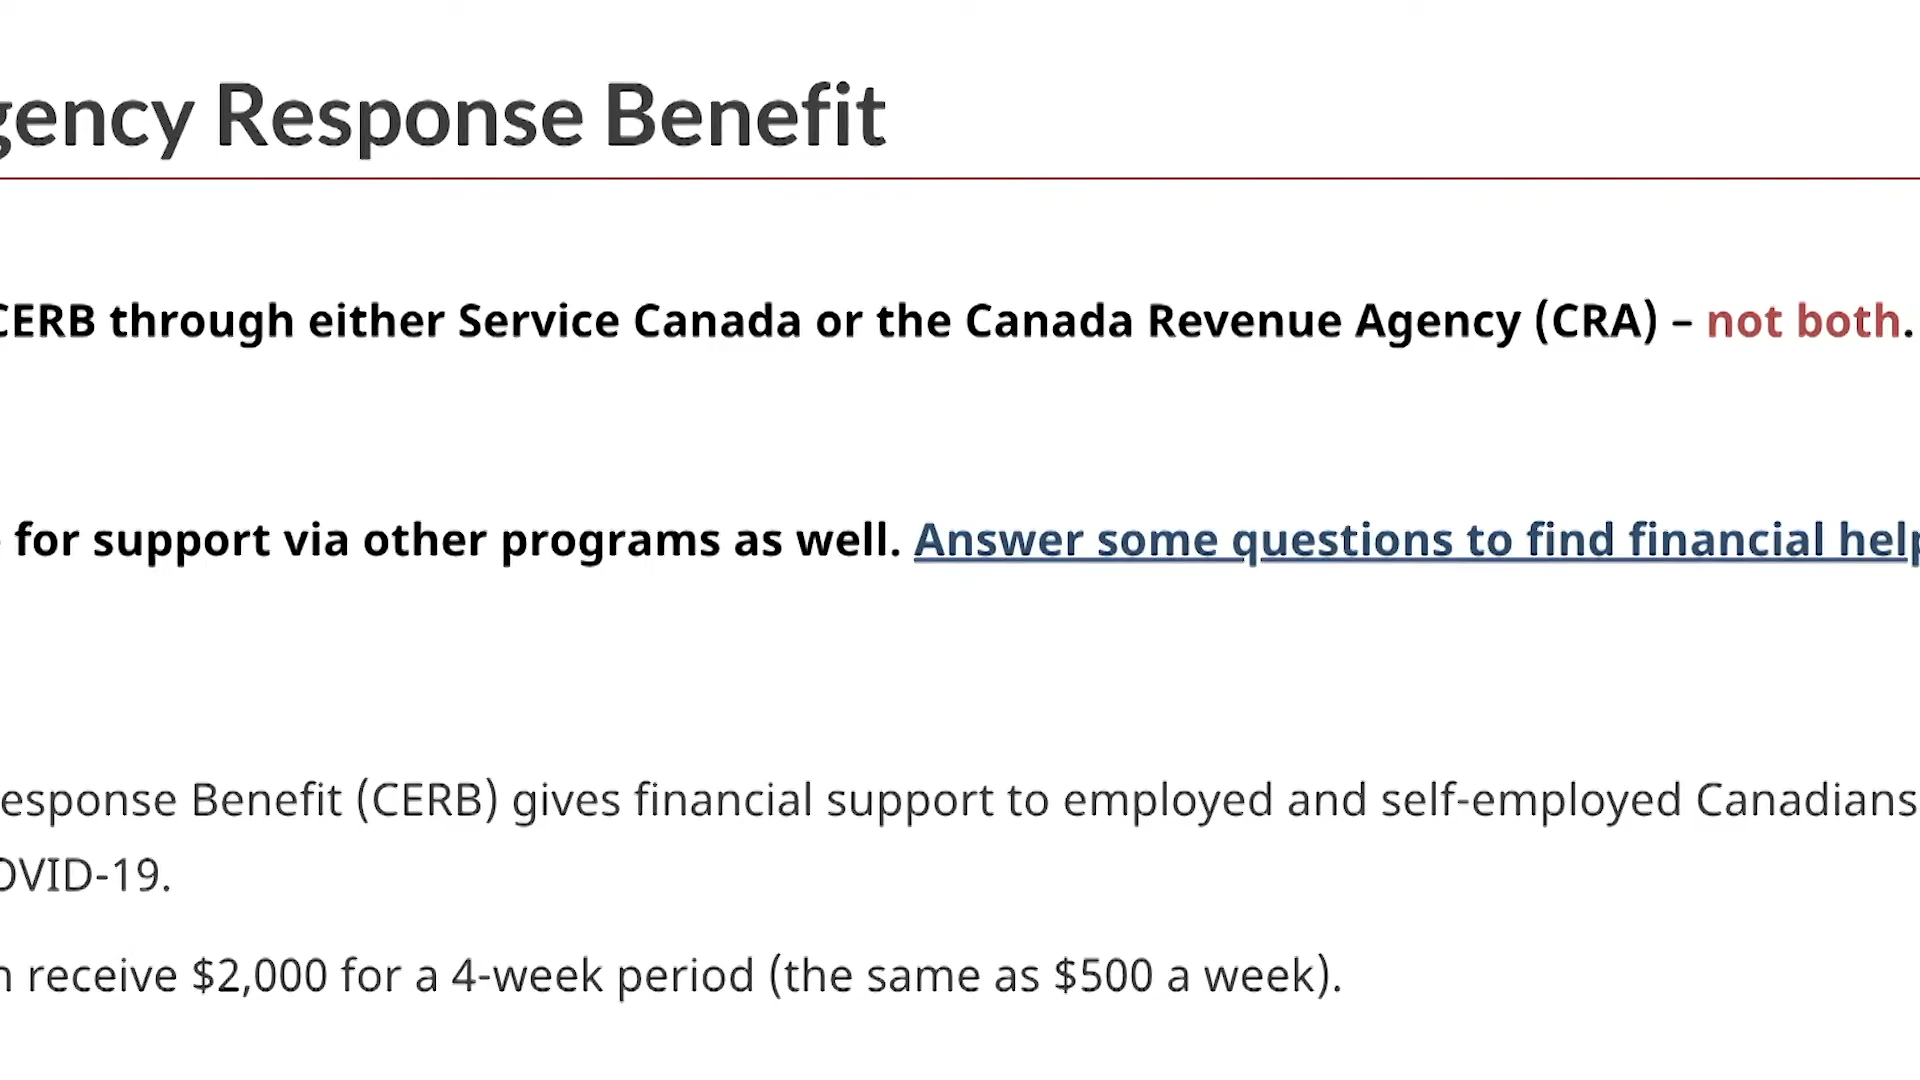 gency Response Benefit
CERB through either Service Canada or the Canada Revenue Agency (CRA) – not both.
for support via other programs as well. Answer some questions to find financial help
esponse Benefit (CERB) gives financial support to employed and self-employed Canadians
OVID-19.
n receive $2,000 for a 4-week period (the same as $500 a week).